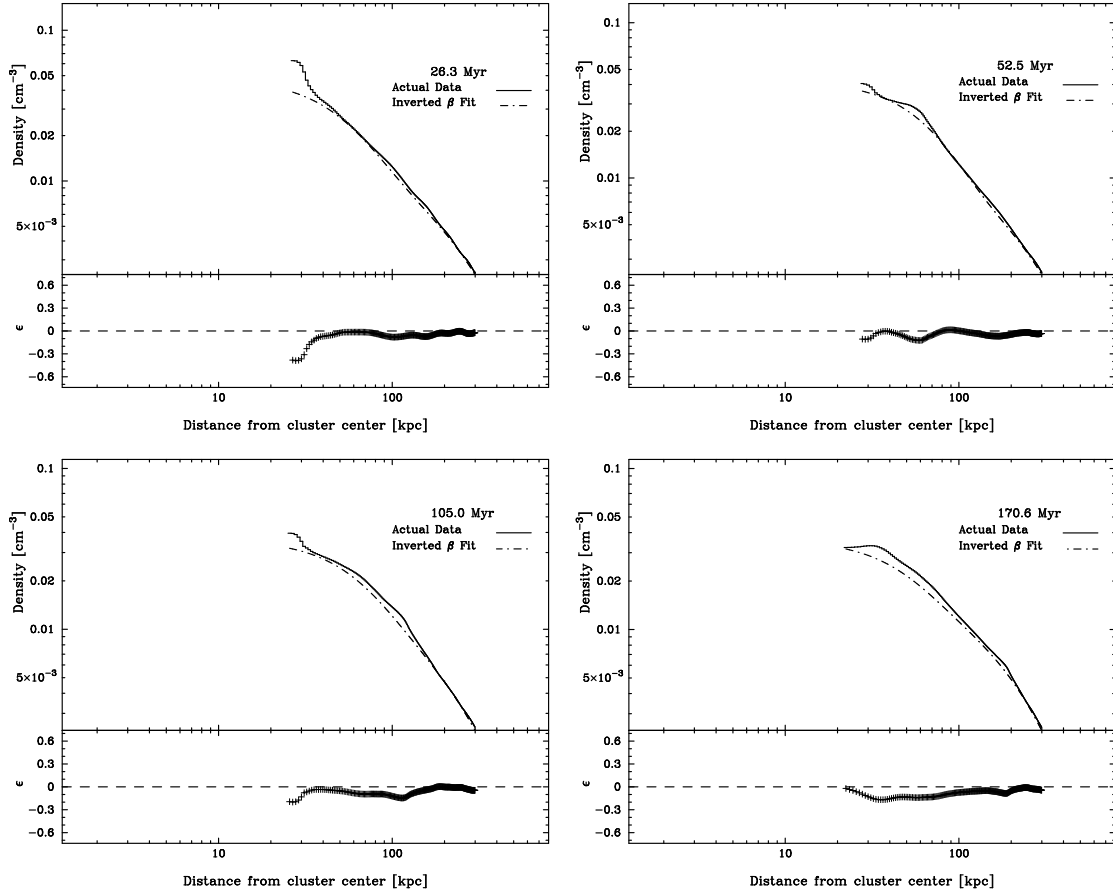 0.1
0.05
0.02
0.01
5×10⁻³
Density [cm⁻³]
26.3 Myr
Actual Data
Inverted β Fit
0.6
0.3
0
−0.3
−0.6
ε
10 100
Distance from cluster center [kpc]
0.1
0.05
0.02
0.01
5×10⁻³
Density [cm⁻³]
52.5 Myr
Actual Data
Inverted β Fit
0.6
0.3
0
−0.3
−0.6
ε
10 100
Distance from cluster center [kpc]
0.1
0.05
0.02
0.01
5×10⁻³
Density [cm⁻³]
105.0 Myr
Actual Data
Inverted β Fit
0.6
0.3
0
−0.3
−0.6
ε
10 100
Distance from cluster center [kpc]
0.1
0.05
0.02
0.01
5×10⁻³
Density [cm⁻³]
170.6 Myr
Actual Data
Inverted β Fit
0.6
0.3
0
−0.3
−0.6
ε
10 100
Distance from cluster center [kpc]